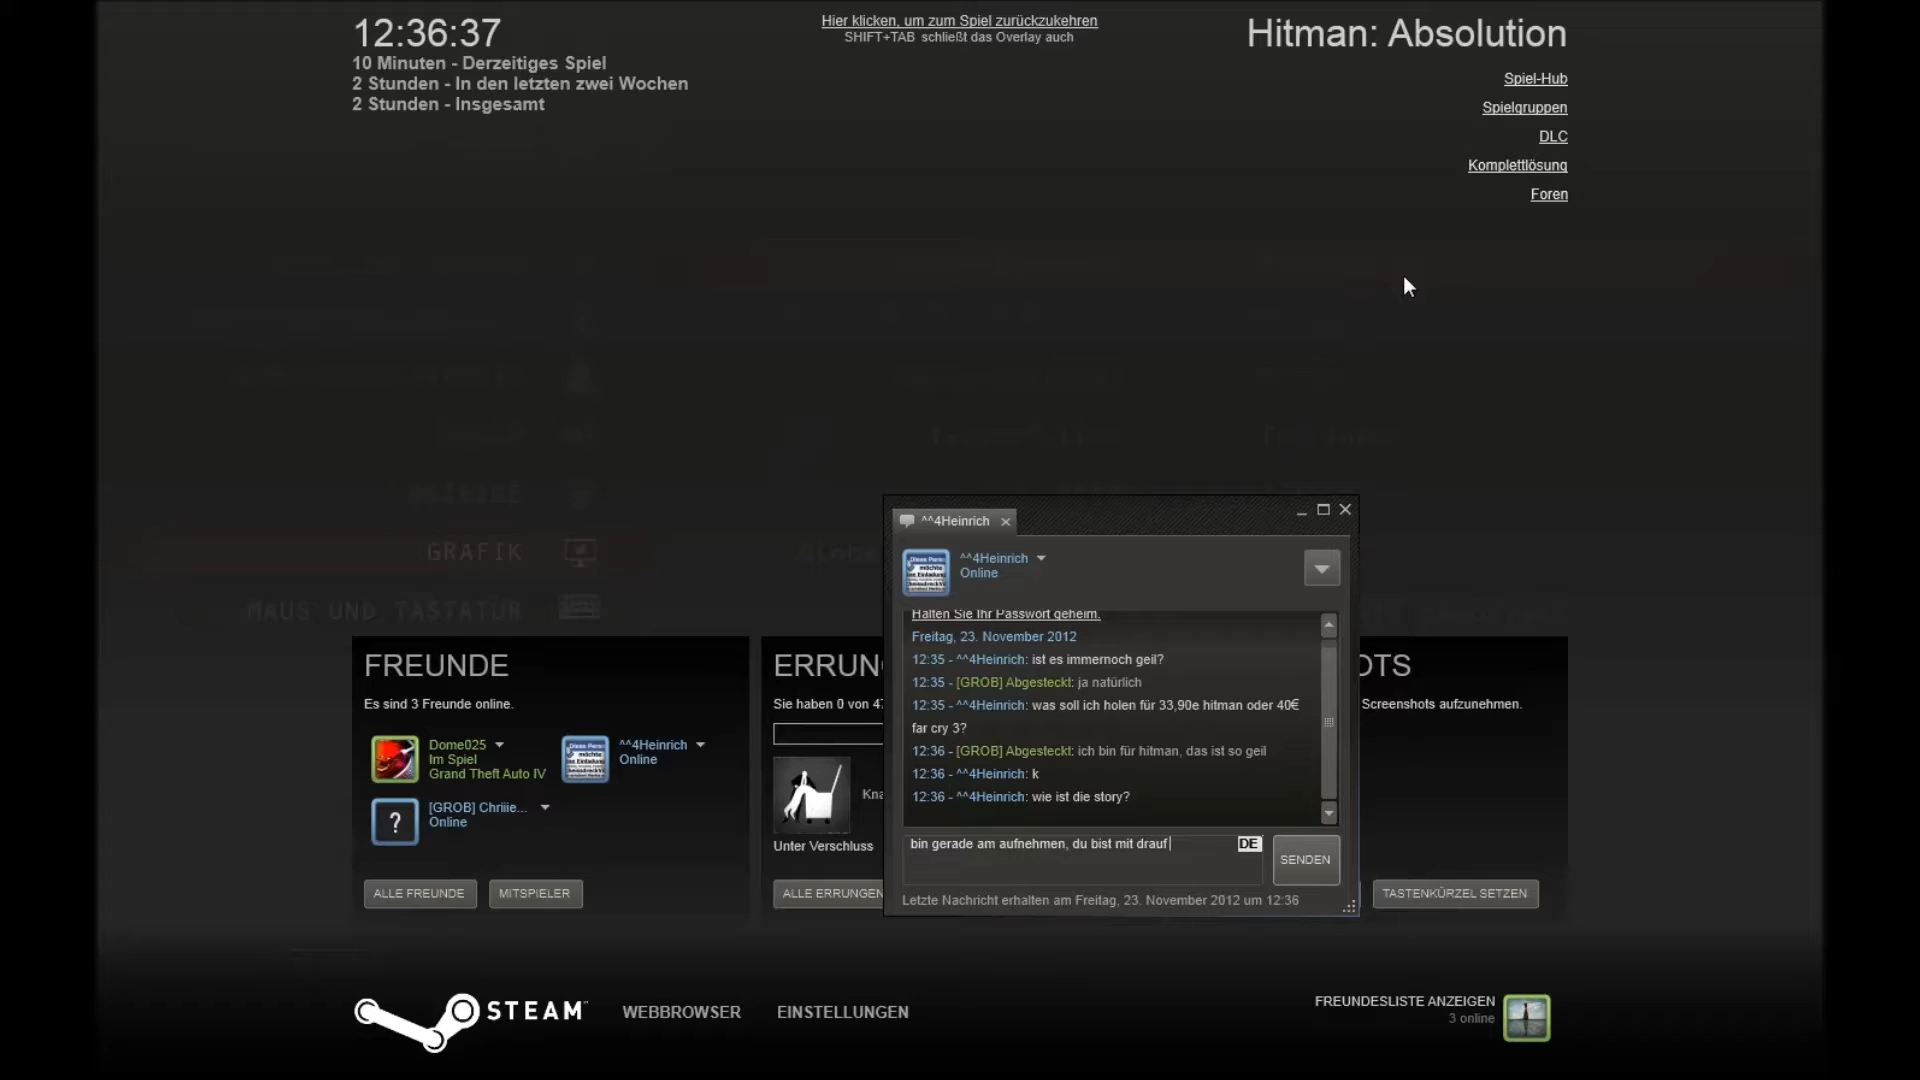 12:36:37
10 Minuten - Derzeitiges Spiel
2 Stunden - In den letzten zwei Wochen
2 Stunden - Insgesamt
Hier klicken, um zum Spiel zurückzukehren
SHIFT+TAB schließt das Overlay auch
Hitman: Absolution
Spiel-Hub
Spielgruppen
DLC
Komplettlösung
Foren
GRAFIK
MAUS UND TASTATUR
FREUNDE
Es sind 3 Freunde online.
Dome025
Im Spiel
Grand Theft Auto IV
^^4Heinrich
Online
[GROB] Chriiie...
Online
ALLE FREUNDE
MITSPIELER
ERRUN
Sie haben 0 von 47
Kna
Unter Verschluss
ALLE ERRUNGEN
^^4Heinrich
^^4Heinrich
Online
Halten Sie Ihr Passwort geheim.
Freitag, 23. November 2012
12:35 - ^^4Heinrich: ist es immernoch geil?
12:35 - [GROB] Abgesteckt: ja natürlich
12:35 - ^^4Heinrich: was soll ich holen für 33,90e hitman oder 40€
far cry 3?
12:36 - [GROB] Abgesteckt: ich bin für hitman, das ist so geil
12:36 - ^^4Heinrich: k
12:36 - ^^4Heinrich: wie ist die story?
bin gerade am aufnehmen, du bist mit drauf
DE
SENDEN
Letzte Nachricht erhalten am Freitag, 23. November 2012 um 12:36
OTS
Screenshots aufzunehmen.
TASTENKÜRZEL SETZEN
STEAM™
WEBBROWSER
EINSTELLUNGEN
FREUNDESLISTE ANZEIGEN
3 online